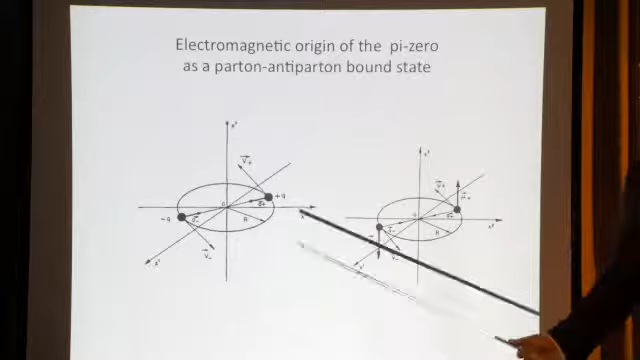 Electromagnetic origin of the pi-zero
as a parton-antiparton bound state
V₊
+q
-q
R
V₋
V₊
R
V₋